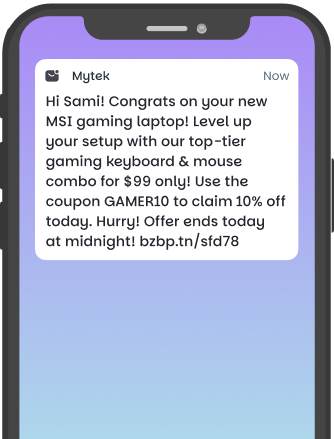 Mytek
Now
Hi Sami! Congrats on your new
MSI gaming laptop! Level up
your setup with our top-tier
gaming keyboard & mouse
combo for $99 only! Use the
coupon GAMER10 to claim 10% off
today. Hurry! Offer ends today
at midnight! bzbp.tn/sfd78